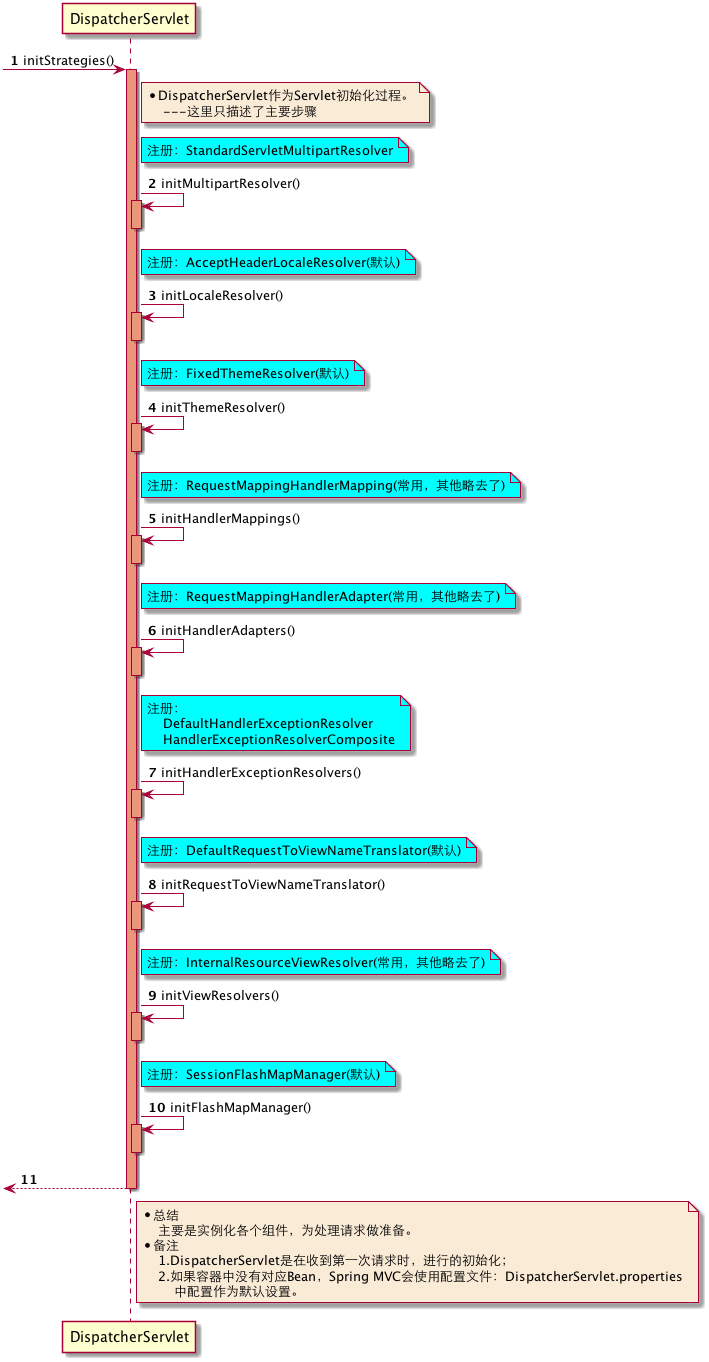 DispatcherServlet
1 initStrategies()
•DispatcherServlet作为Servlet初始化过程。
---这里只描述了主要步骤
注册：StandardServletMultipartResolver
2 initMultipartResolver()
注册：AcceptHeaderLocaleResolver(默认)
3 initLocaleResolver()
注册：FixedThemeResolver(默认)
4 initThemeResolver()
注册：RequestMappingHandlerMapping(常用，其他略去了)
5 initHandlerMappings()
注册：RequestMappingHandlerAdapter(常用，其他略去了)
6 initHandlerAdapters()
注册：
DefaultHandlerExceptionResolver
HandlerExceptionResolverComposite
7 initHandlerExceptionResolvers()
注册：DefaultRequestToViewNameTranslator(默认)
8 initRequestToViewNameTranslator()
注册：InternalResourceViewResolver(常用，其他略去了)
9 initViewResolvers()
注册：SessionFlashMapManager(默认)
10 initFlashMapManager()
11
•总结
主要是实例化各个组件，为处理请求做准备。
•备注
1.DispatcherServlet是在收到第一次请求时，进行的初始化；
2.如果容器中没有对应Bean，Spring MVC会使用配置文件：DispatcherServlet.properties
中配置作为默认设置。
DispatcherServlet